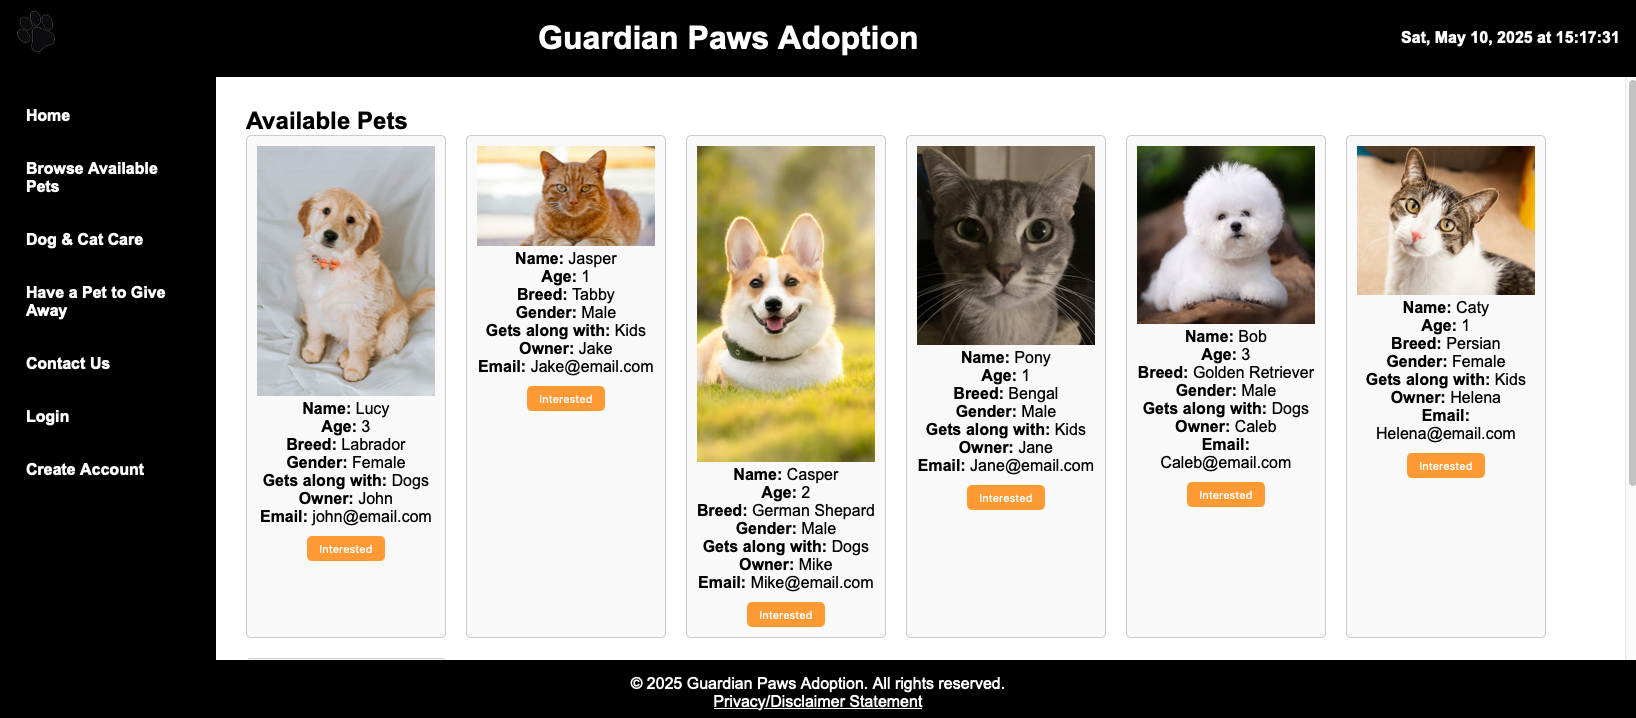 Guardian Paws Adoption
Sat, May 10, 2025 at 15:17:31
Home
Browse Available
Pets
Dog & Cat Care
Have a Pet to Give
Away
Contact Us
Login
Create Account
Available Pets
Name: Lucy
Age: 3
Breed: Labrador
Gender: Female
Gets along with: Dogs
Owner: John
Email: john@email.com
Interested
Name: Jasper
Age: 1
Breed: Tabby
Gender: Male
Gets along with: Kids
Owner: Jake
Email: Jake@email.com
Interested
Name: Casper
Age: 2
Breed: German Shepard
Gender: Male
Gets along with: Dogs
Owner: Mike
Email: Mike@email.com
Interested
Name: Pony
Age: 1
Breed: Bengal
Gender: Male
Gets along with: Kids
Owner: Jane
Email: Jane@email.com
Interested
Name: Bob
Age: 3
Breed: Golden Retriever
Gender: Male
Gets along with: Dogs
Owner: Caleb
Email:
Caleb@email.com
Interested
Name: Caty
Age: 1
Breed: Persian
Gender: Female
Gets along with: Kids
Owner: Helena
Email:
Helena@email.com
Interested
© 2025 Guardian Paws Adoption. All rights reserved.
Privacy/Disclaimer Statement